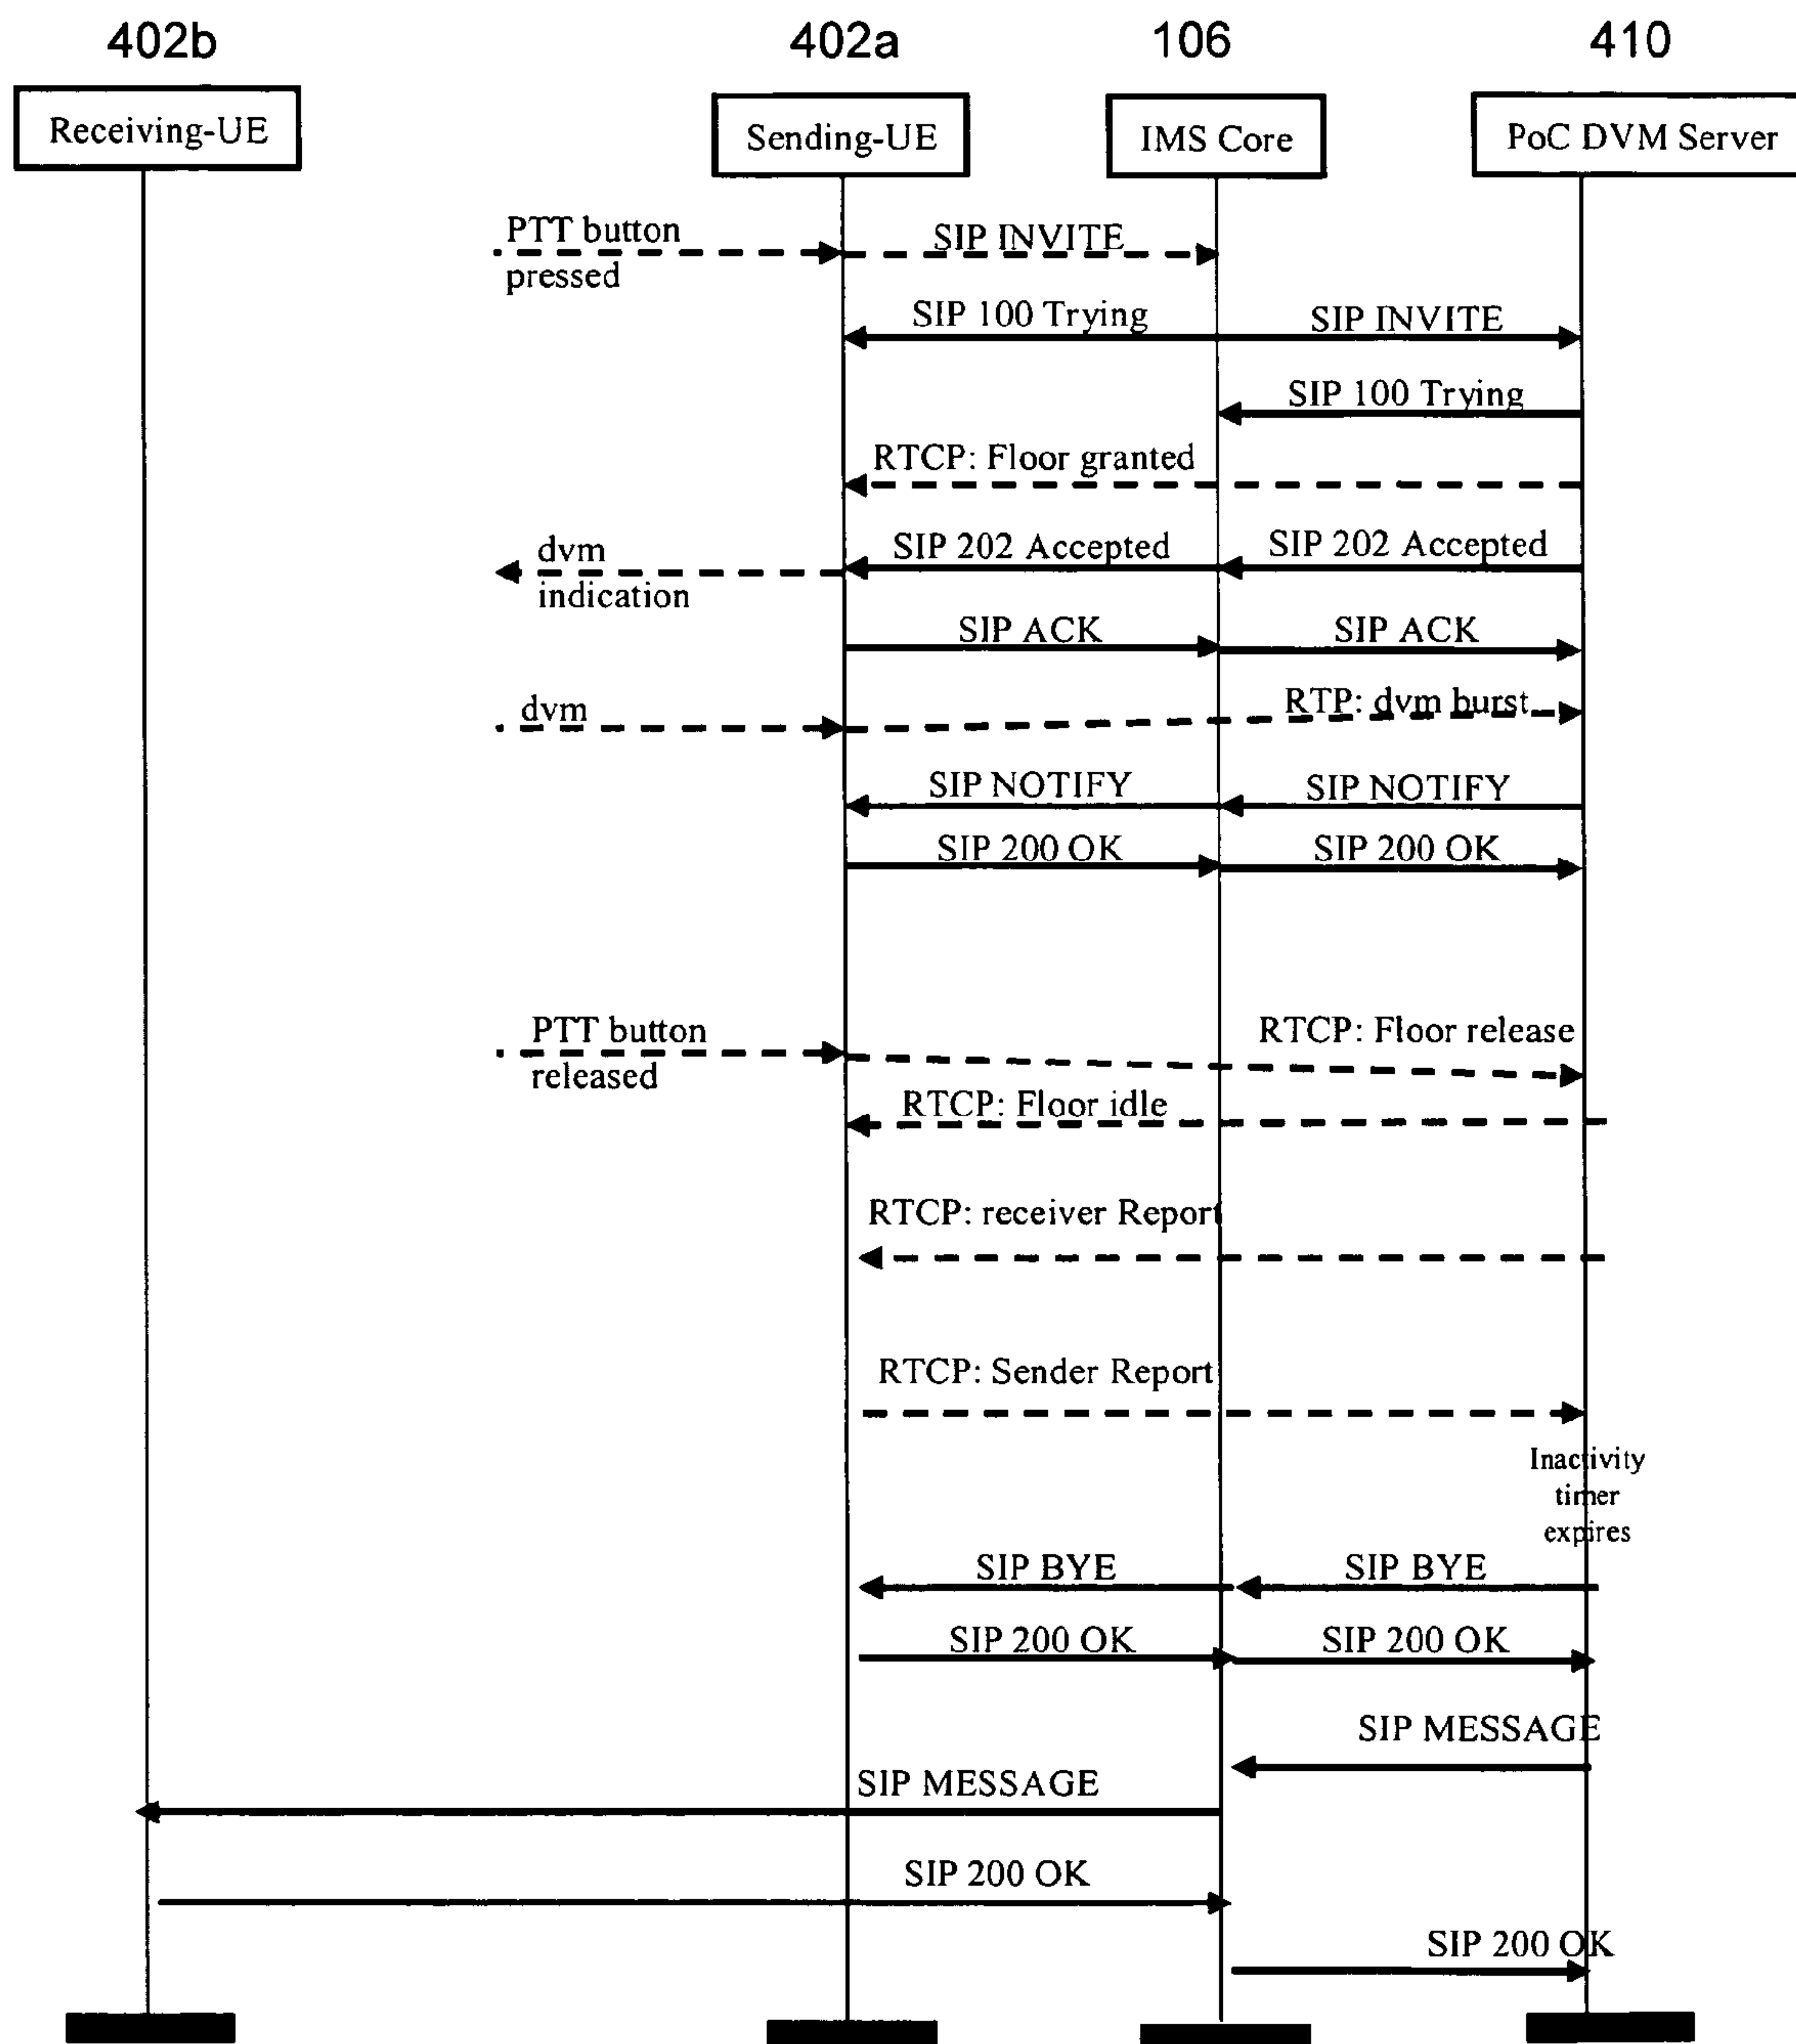 402b
402a
106
410
Receiving-UE
Sending-UE
IMS Core
PoC DVM Server
PTT button
pressed
SIP INVITE
SIP 100 Trying
SIP INVITE
SIP 100 Trying
RTCP: Floor granted
dvm
indication
SIP 202 Accepted
SIP 202 Accepted
SIP ACK
SIP ACK
dvm
RTP: dvm burst
SIP NOTIFY
SIP NOTIFY
SIP 200 OK
SIP 200 OK
PTT button
released
RTCP: Floor release
RTCP: Floor idle
RTCP: receiver Report
RTCP: Sender Report
Inactivity
timer
expires
SIP BYE
SIP BYE
SIP 200 OK
SIP 200 OK
SIP MESSAGE
SIP MESSAGE
SIP 200 OK
SIP 200 OK